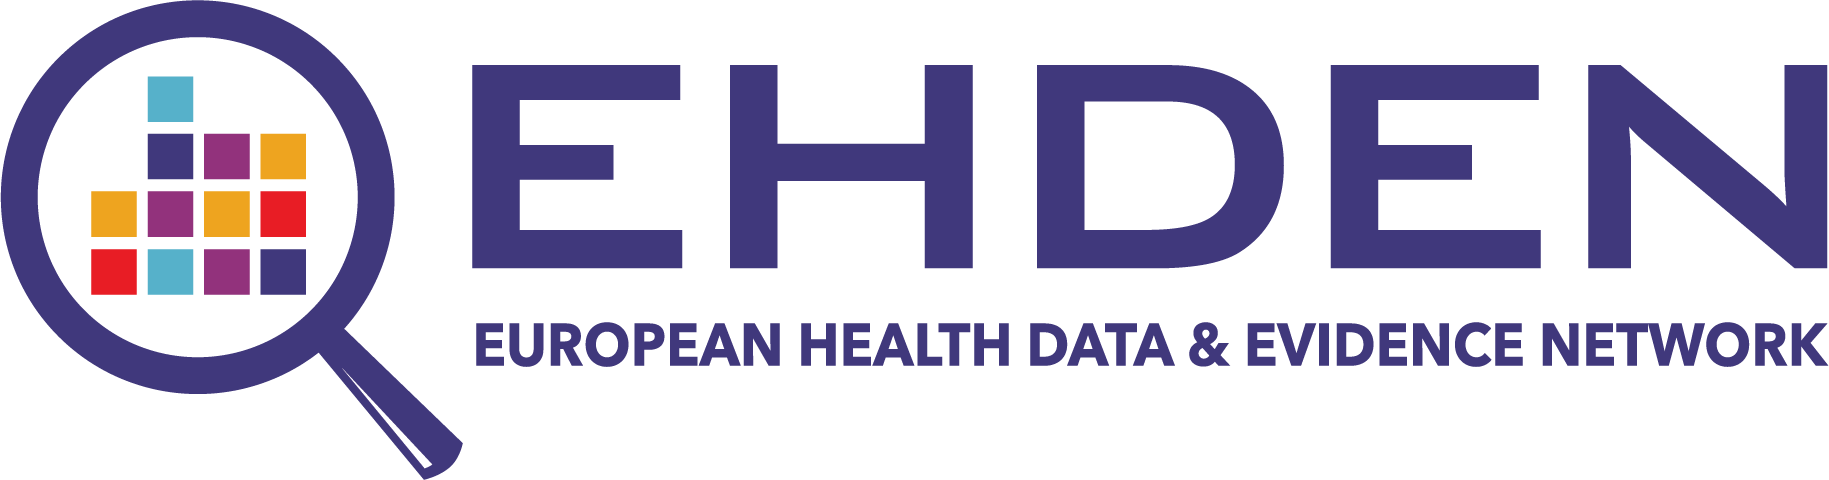 EHDEN
EUROPEAN HEALTH DATA & EVIDENCE NETWORK